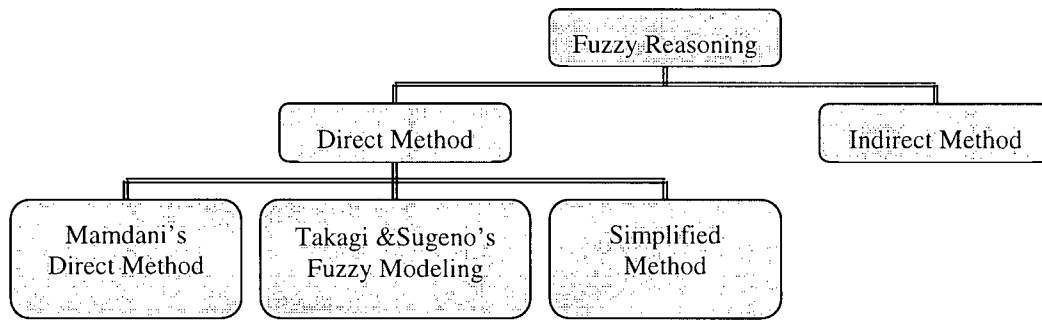 Fuzzy Reasoning
Direct Method
Indirect Method
Mamdani's
Direct Method
Takagi &Sugeno's
Fuzzy Modeling
Simplified
Method